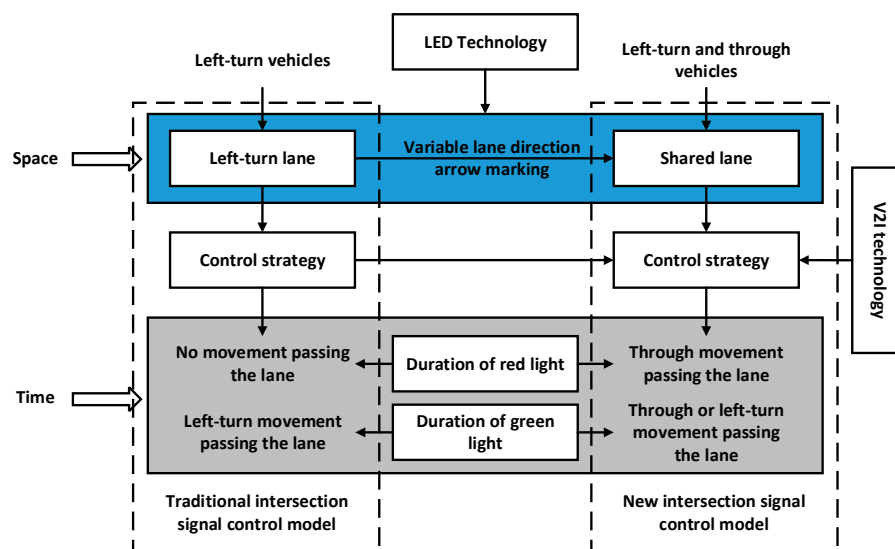 LED Technology
Left-turn vehicles
Left-turn and through
vehicles
Space
Left-turn lane
Variable lane direction
arrow marking
Shared lane
V2I technology
Control strategy
Control strategy
Time
No movement passing
the lane
Duration of red light
Through movement
passing the lane
Left-turn movement
passing the lane
Duration of green
light
Through or left-turn
movement passing
the lane
Traditional intersection
signal control model
New intersection signal
control model